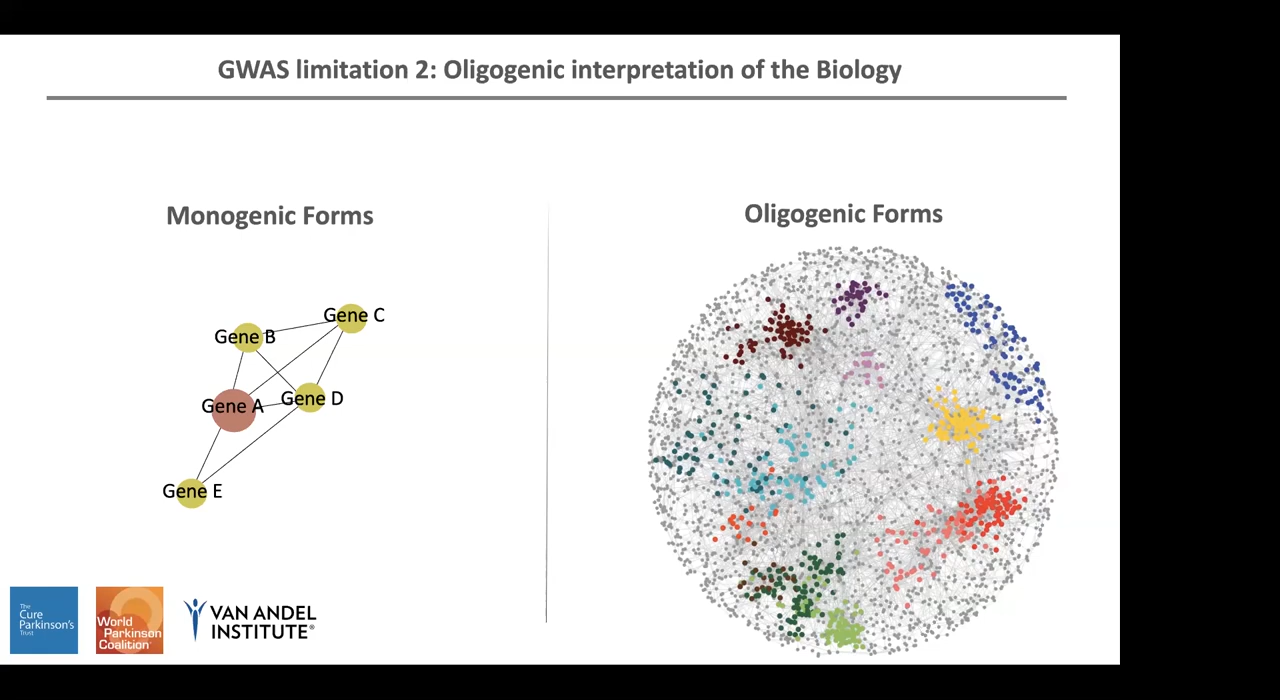 GWAS limitation 2: Oligogenic interpretation of the Biology
Monogenic Forms
Oligogenic Forms
Gene C
Gene B
Gene A
Gene D
Gene E
The
Cure
Parkinson's
Trust
World
Parkinson
Coalition
VAN ANDEL
INSTITUTE®